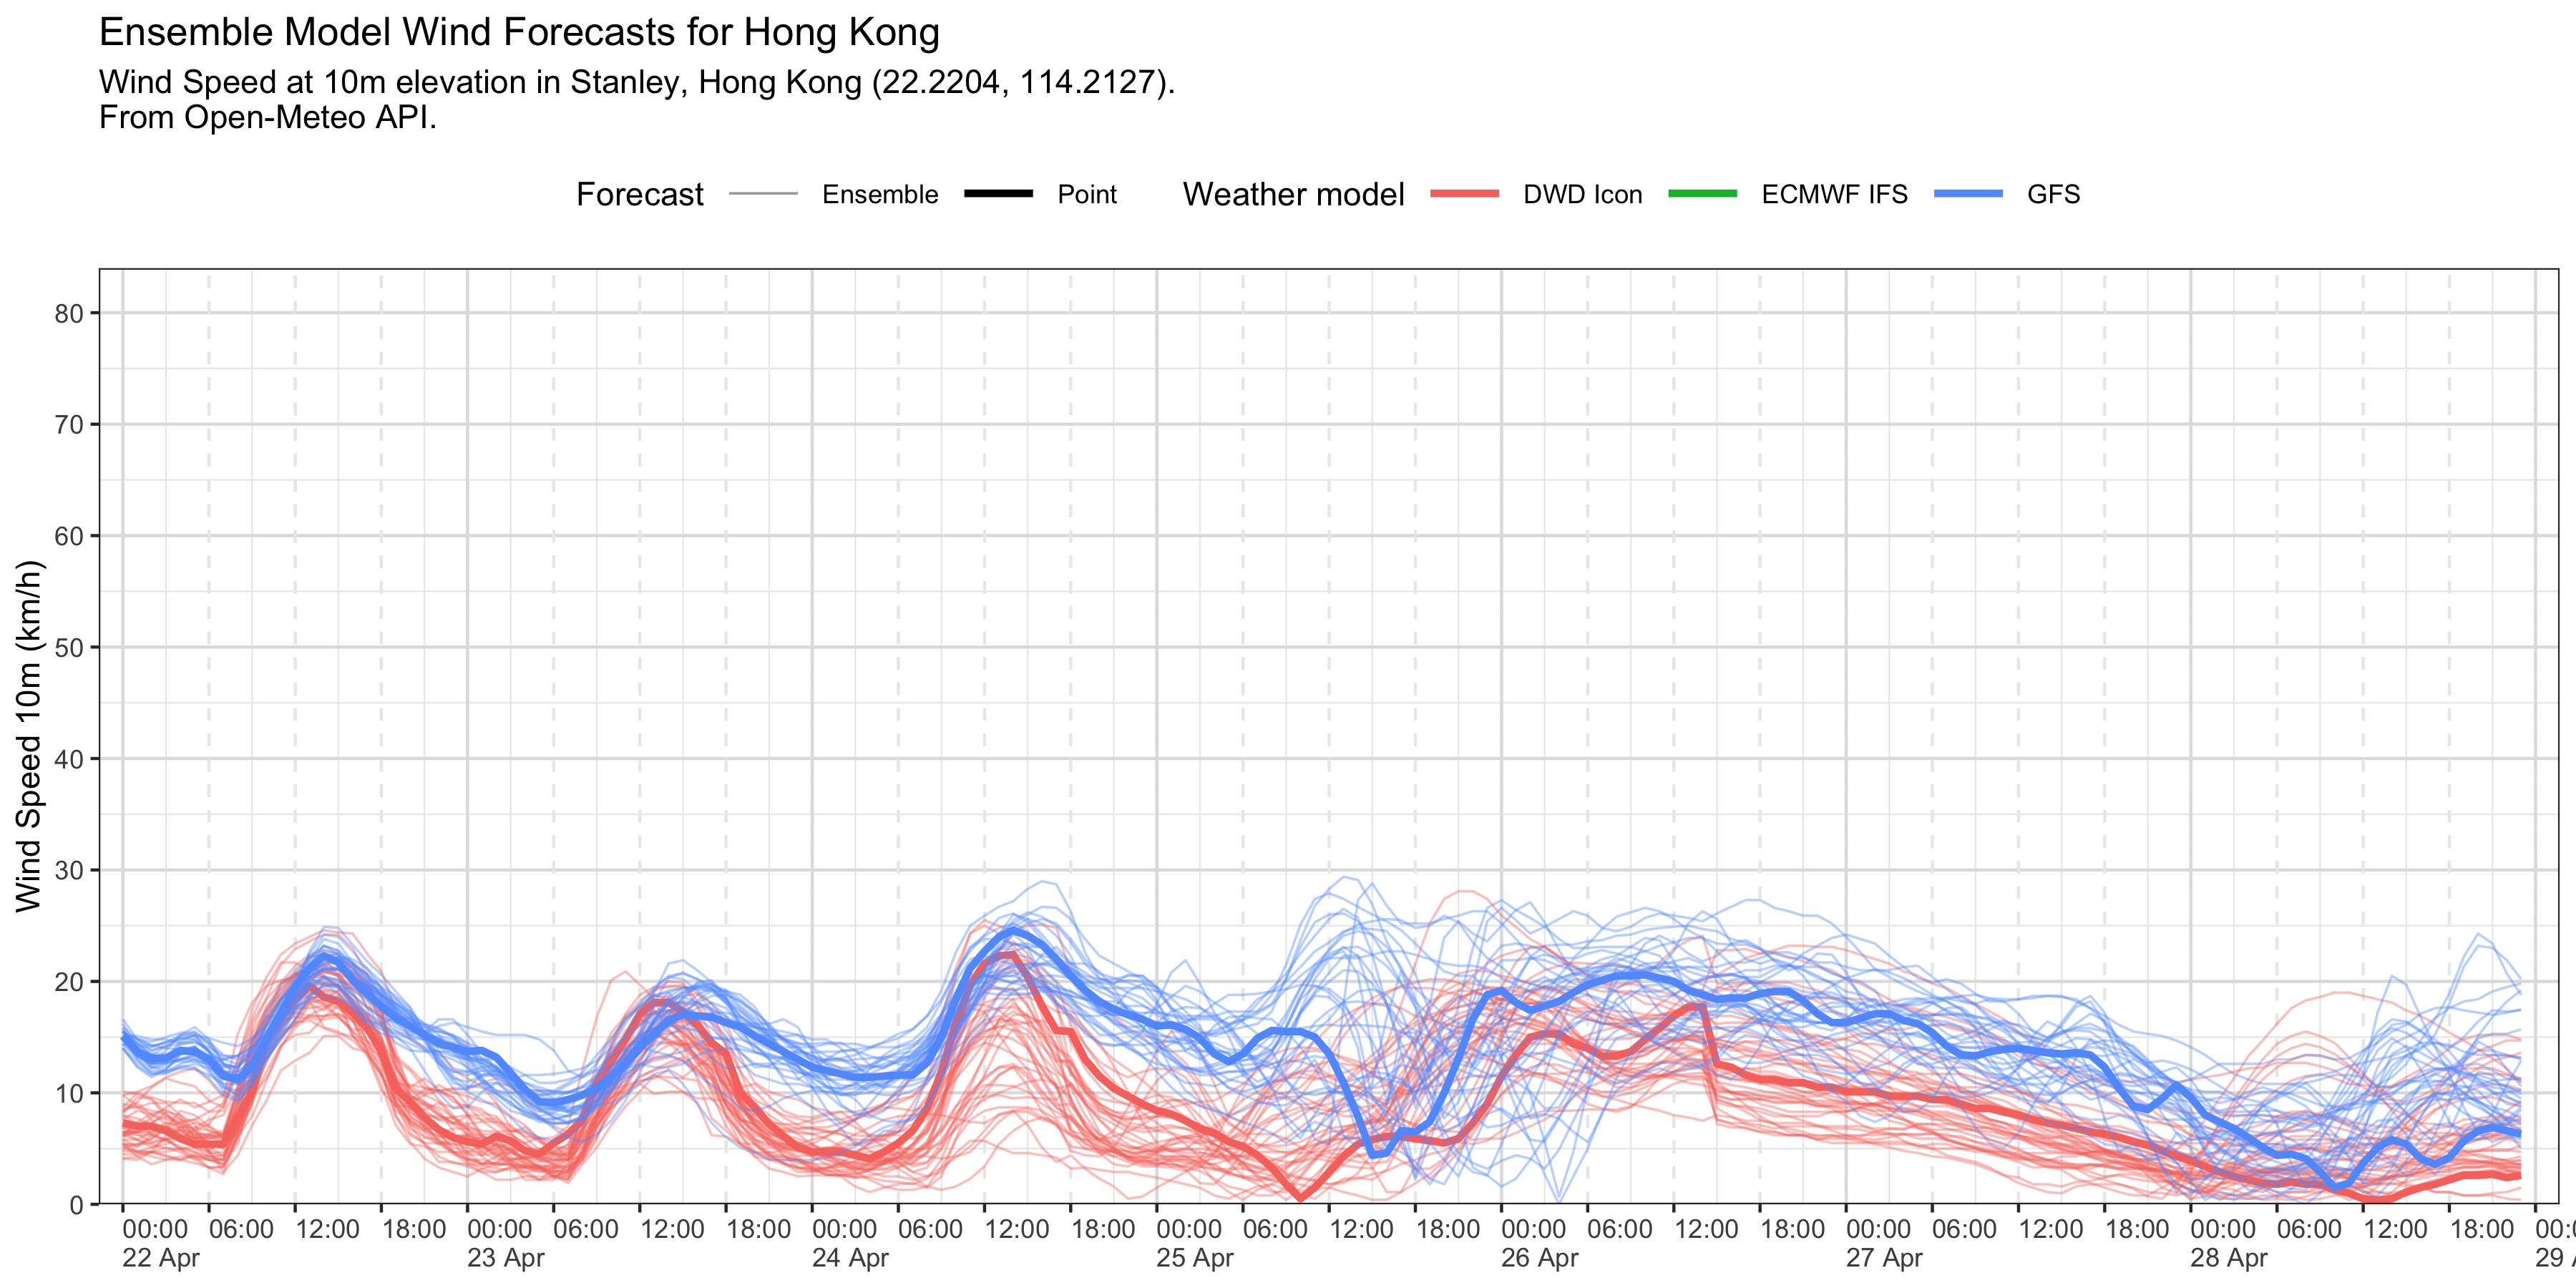 Ensemble Model Wind Forecasts for Hong Kong
Wind Speed at 10m elevation in Stanley, Hong Kong (22.2204, 114.2127).
From Open-Meteo API.
Forecast Ensemble Point Weather model DWD Icon ECMWF IFS GFS
Wind Speed 10m (km/h)
80
70
60
50
40
30
20
10
0
00:00 06:00 12:00 18:00 00:00 06:00 12:00 18:00 00:00 06:00 12:00 18:00 00:00 06:00 12:00 18:00 00:00 06:00 12:00 18:00 00:00 06:00 12:00 18:00 00:00 06:00 12:00 18:00
22 Apr 23 Apr 24 Apr 25 Apr 26 Apr 27 Apr 28 Apr 29